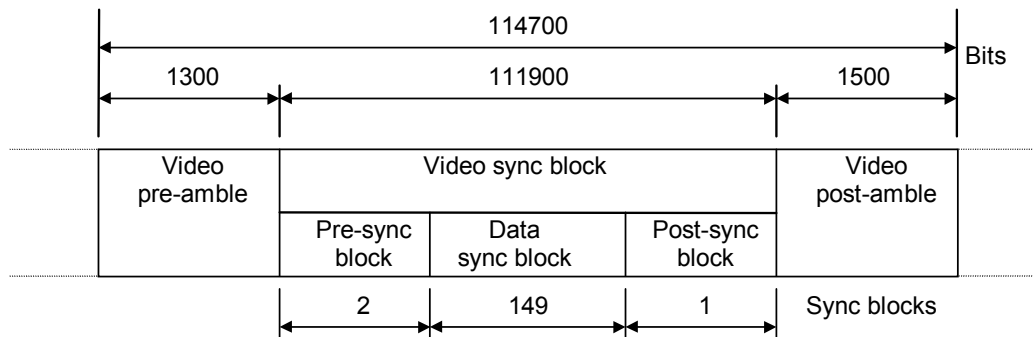 114700
Bits
1300 111900 1500
Video
pre-amble
Video sync block
Video
post-amble
Pre-sync
block
Data
sync block
Post-sync
block
2 149 1 Sync blocks